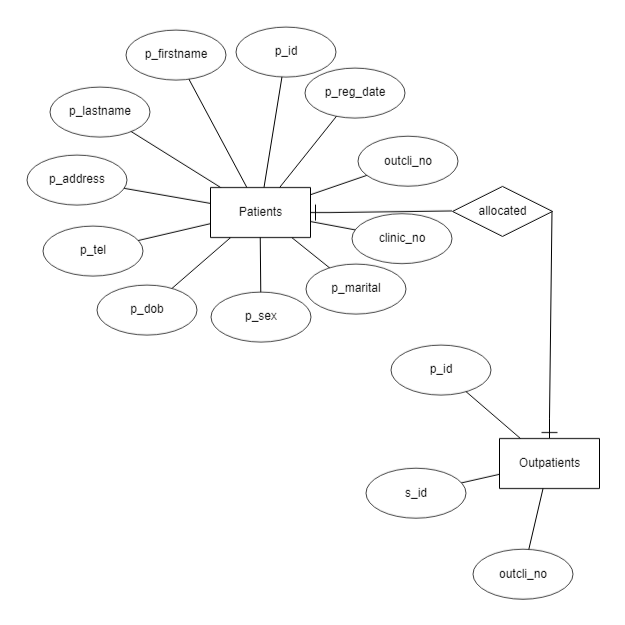 p_firstname
p_id
p_reg_date
p_lastname
outcli_no
p_address
Patients
allocated
clinic_no
p_tel
p_marital
p_dob
p_sex
p_id
Outpatients
s_id
outcli_no